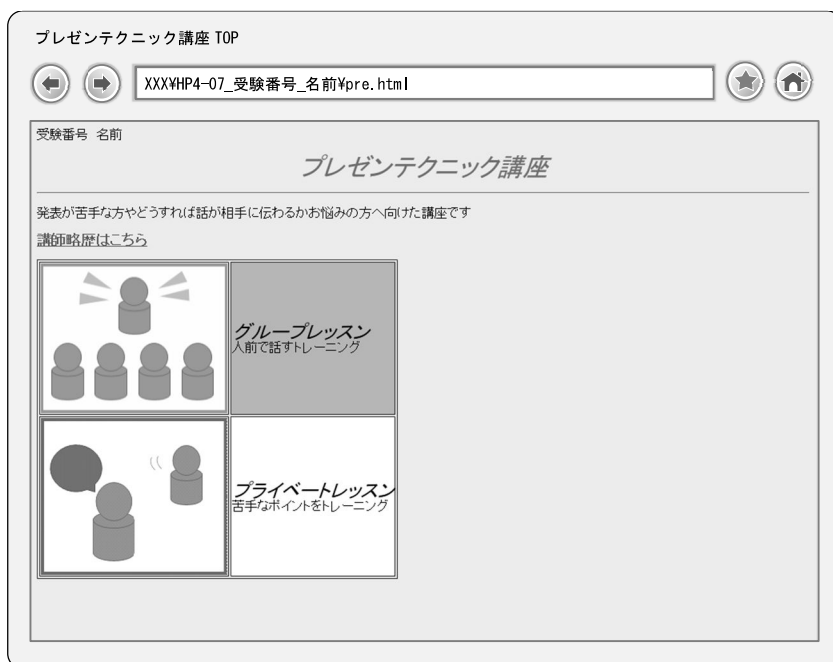 プレゼンテクニック講座 TOP
XXX¥HP4-07_受験番号_名前¥pre.html
受験番号 名前
プレゼンテクニック講座
発表が苦手な方やどうすれば話が相手に伝わるかお悩みの方へ向けた講座です
講師略歴はこちら
グループレッスン
人前で話すトレーニング
プライベートレッスン
苦手なポイントをトレーニング